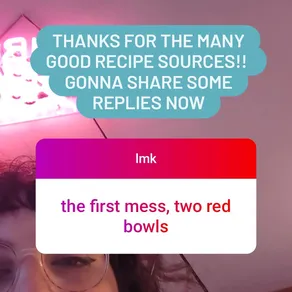 THANKS FOR THE MANY
GOOD RECIPE SOURCES!!
GONNA SHARE SOME
REPLIES NOW
lmk
the first mess, two red
bowls